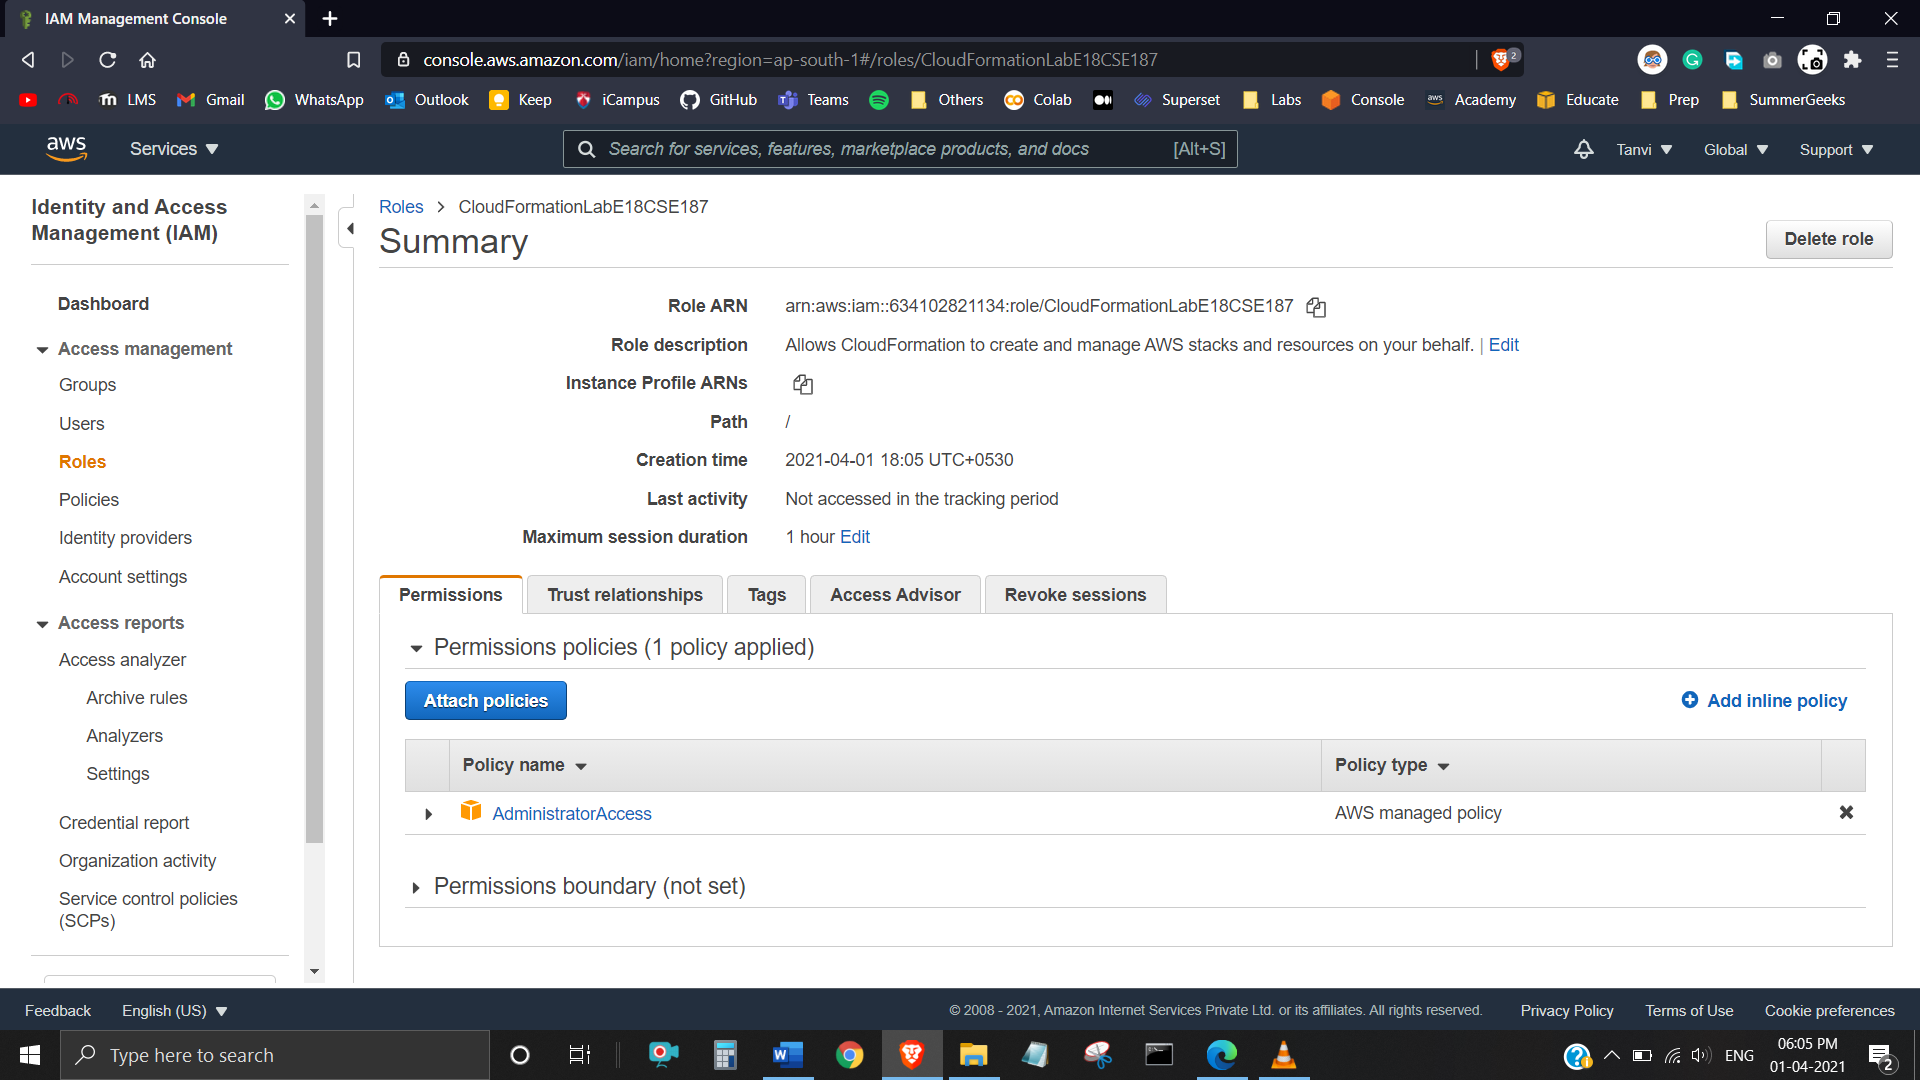 IAM Management Console
console.aws.amazon.com/iam/home?region=ap-south-1#/roles/CloudFormationLabE18CSE187
2
LMS Gmail WhatsApp Outlook Keep iCampus GitHub Teams Others Colab Superset Labs Console aws Academy Educate Prep SummerGeeks
aws Services Search for services, features, marketplace products, and docs [Alt+S] Tanvi Global Support
Identity and Access
Management (IAM)
Dashboard
Access management
Groups
Users
Roles
Policies
Identity providers
Account settings
Access reports
Access analyzer
Archive rules
Analyzers
Settings
Credential report
Organization activity
Service control policies
(SCPs)
Roles > CloudFormationLabE18CSE187
Summary
Delete role
Role ARN arn:aws:iam::634102821134:role/CloudFormationLabE18CSE187
Role description Allows CloudFormation to create and manage AWS stacks and resources on your behalf. | Edit
Instance Profile ARNs
Path /
Creation time 2021-04-01 18:05 UTC+0530
Last activity Not accessed in the tracking period
Maximum session duration 1 hour Edit
Permissions Trust relationships Tags Access Advisor Revoke sessions
Permissions policies (1 policy applied)
Attach policies Add inline policy
Policy name Policy type
AdministratorAccess AWS managed policy
Permissions boundary (not set)
Feedback English (US) © 2008 - 2021, Amazon Internet Services Private Ltd. or its affiliates. All rights reserved. Privacy Policy Terms of Use Cookie preferences
Type here to search
ENG
06:05 PM
01-04-2021
2